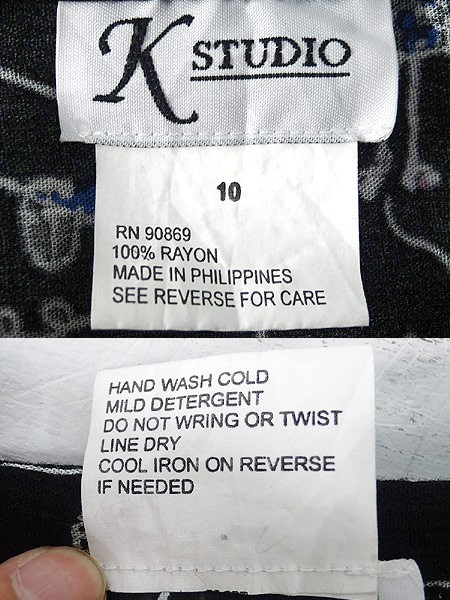 K STUDIO
10
RN 90869
100% RAYON
MADE IN PHILIPPINES
SEE REVERSE FOR CARE
HAND WASH COLD
MILD DETERGENT
DO NOT WRING OR TWIST
LINE DRY
COOL IRON ON REVERSE
IF NEEDED